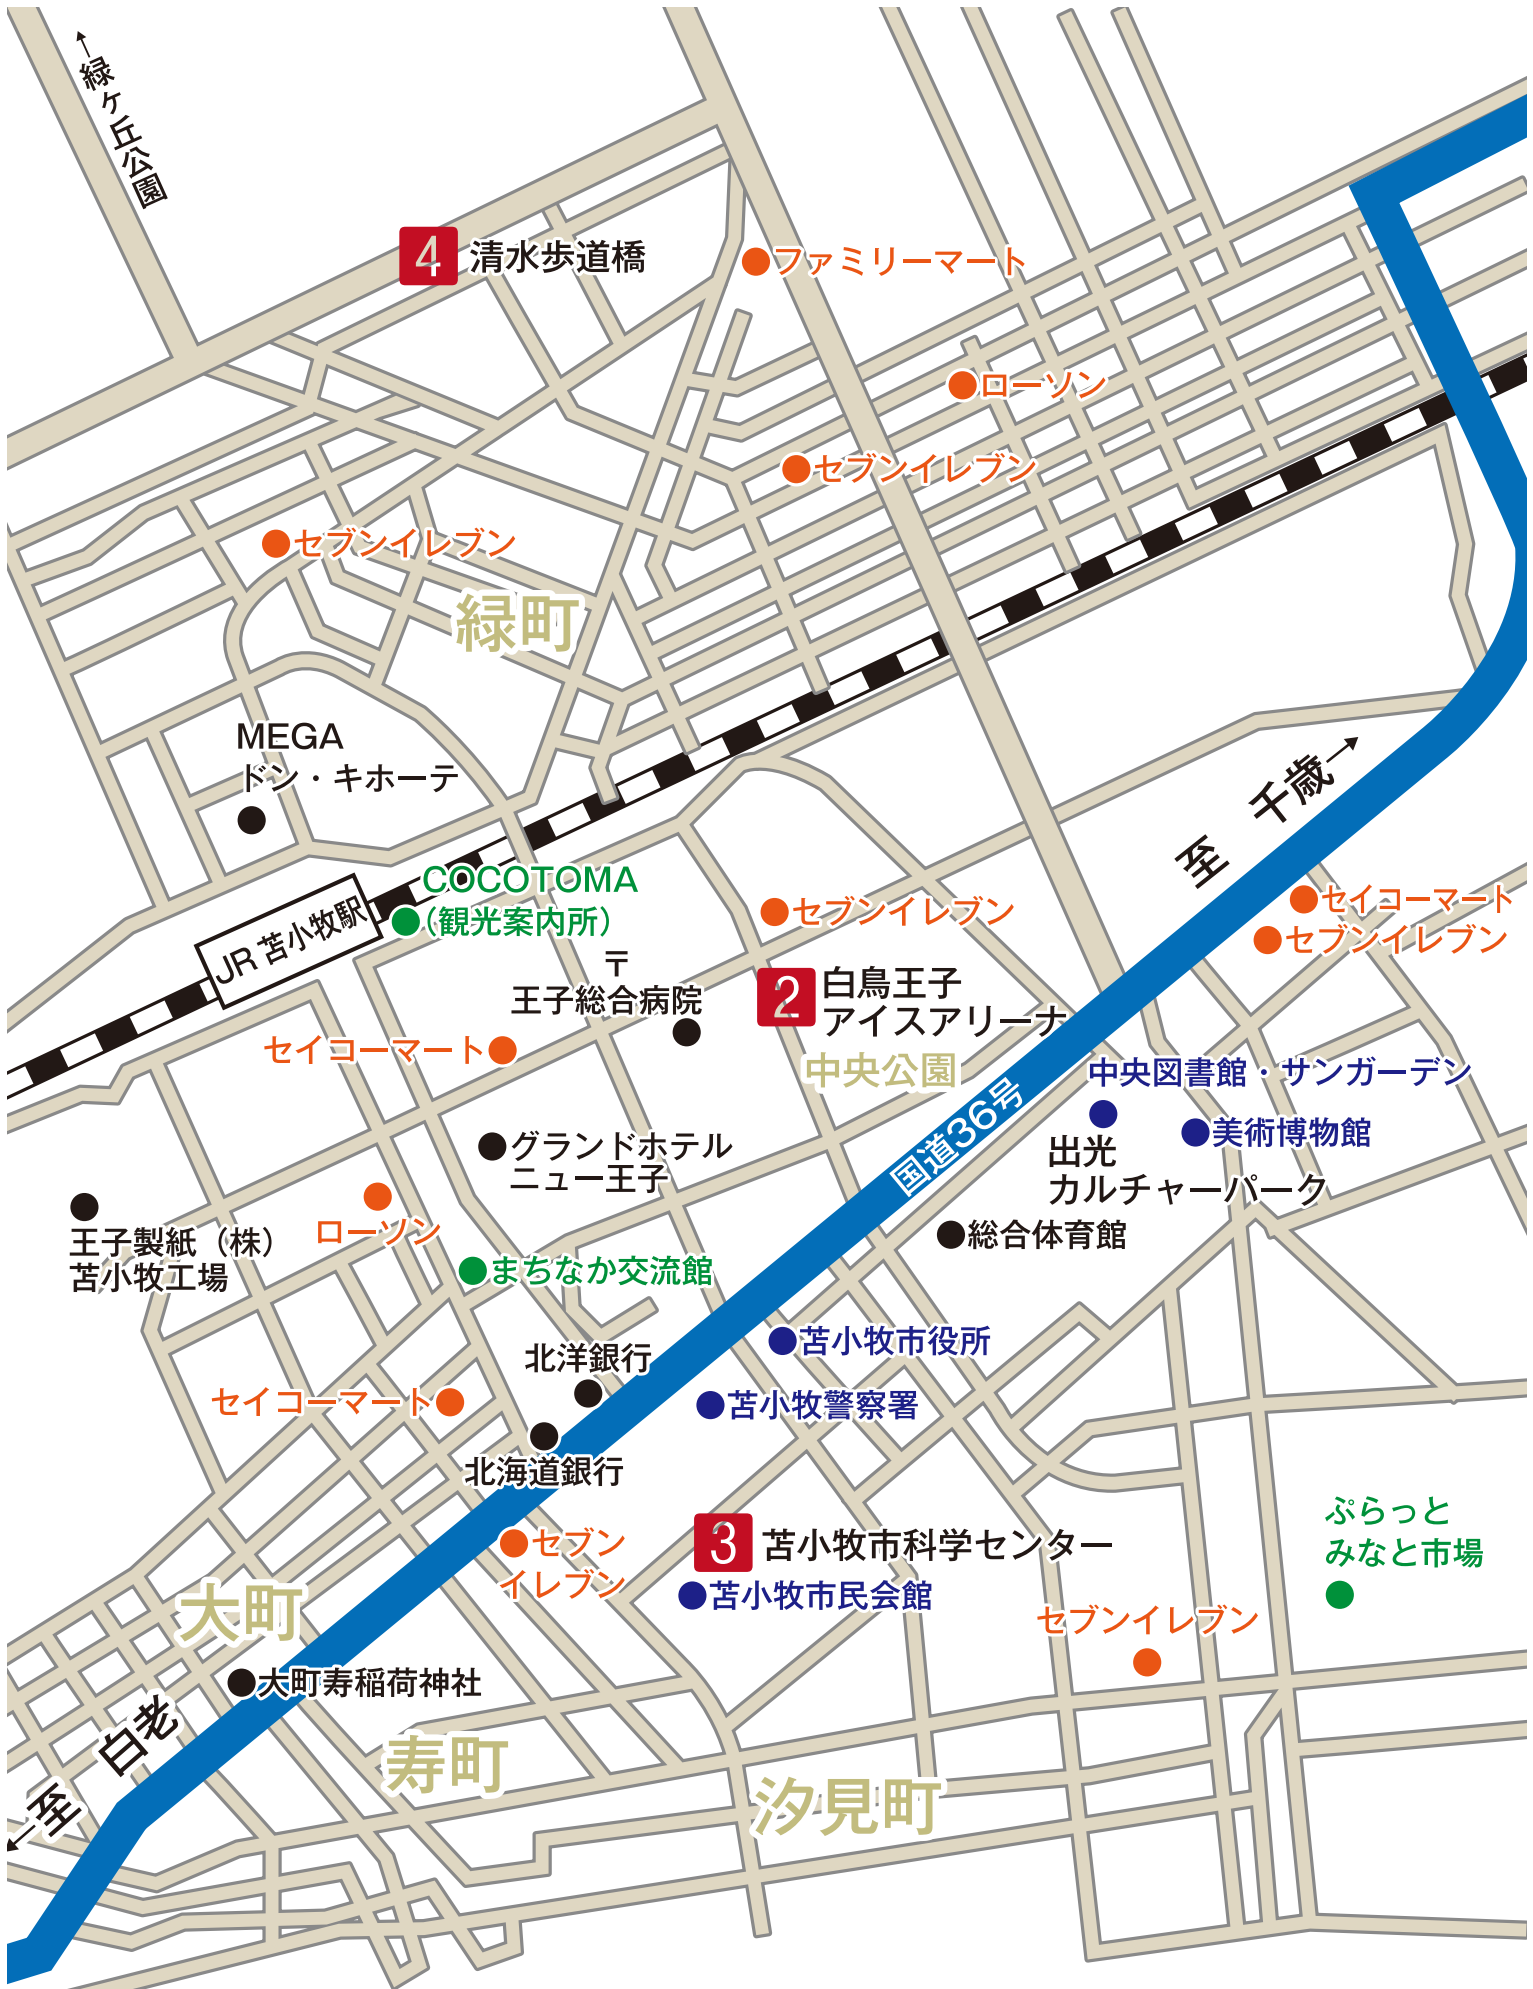 ←緑ヶ丘公園
4 清水歩道橋
ファミリーマート
ローソン
セブンイレブン
セブンイレブン
緑町
MEGA
ドン・キホーテ
至 千歳
COCOTOMA
（観光案内所）
JR 苫小牧駅
セブンイレブン
セイコーマート
セブンイレブン
〒
王子総合病院
2 白鳥王子
アイスアリーナ
中央公園
セイコーマート
国道36号
中央図書館・サンガーデン
美術博物館
出光
カルチャーパーク
グランドホテル
ニュー王子
総合体育館
王子製紙（株）
苫小牧工場
ローソン
まちなか交流館
苫小牧市役所
北洋銀行
苫小牧警察署
セイコーマート
北海道銀行
3 苫小牧市科学センター
苫小牧市民会館
セブン
イレブン
ぷらっと
みなと市場
セブンイレブン
大町
大町寿稲荷神社
至 白老
寿町
汐見町